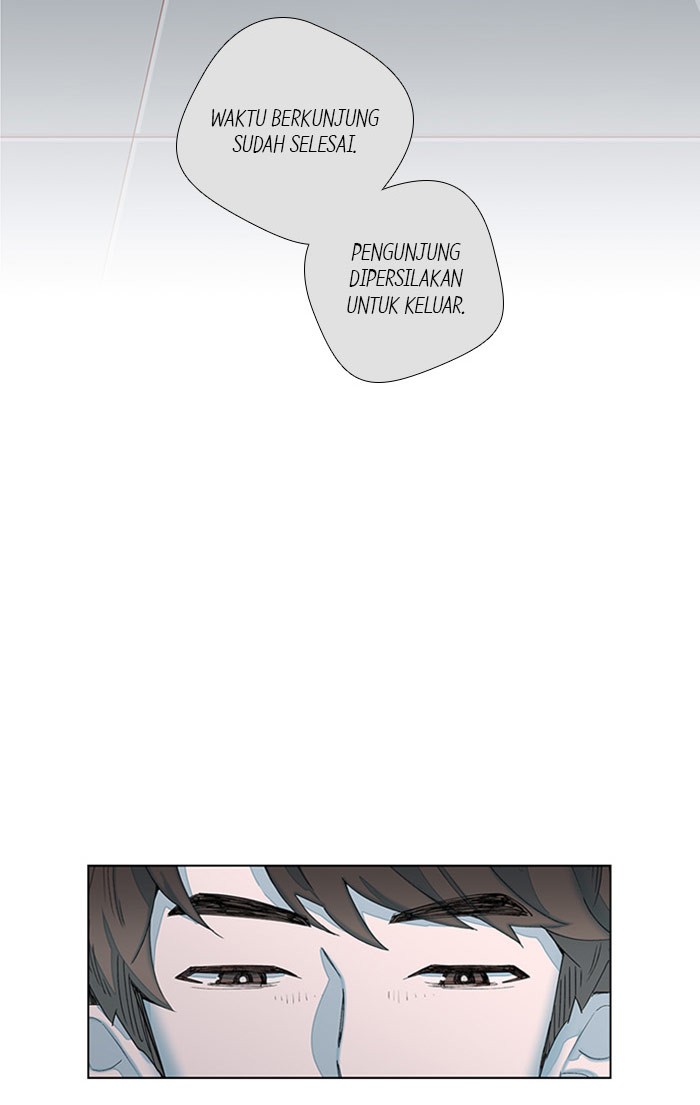 WAKTU BERKUNJUNG
SUDAH SELESAI.
PENGUNJUNG
DIPERSILAKAN
UNTUK KELUAR.